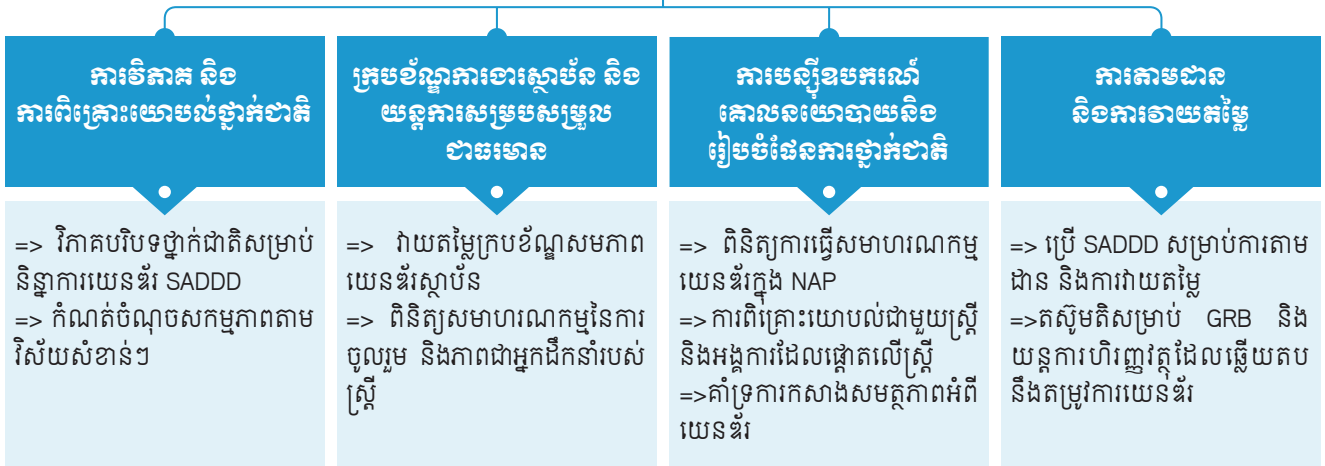 ការវិភាគ និង
ការពិគ្រោះយោបល់ថ្នាក់ជាតិ
=> វិភាគបរិបទថ្នាក់ជាតិសម្រាប់
និន្នាការយេនឌ័រ SADDD
=> កំណត់ចំណុចសកម្មភាពតាម
វិស័យសំខាន់ៗ
ក្របខ័ណ្ឌការងារស្ថាប័ន និង
យន្តការសម្របសម្រួល
ជាធរមាន
=> វាយតម្លៃក្របខ័ណ្ឌសមភាព
យេនឌ័រស្ថាប័ន
=> ពិនិត្យសមាហរណកម្មនៃការ
ចូលរួម និងភាពជាអ្នកដឹកនាំរបស់
ស្ត្រី
ការបន្ស៊ីឧបករណ៍
គោលនយោបាយនិង
រៀបចំផែនការថ្នាក់ជាតិ
=> ពិនិត្យការធ្វើសមាហរណកម្ម
យេនឌ័រក្នុង NAP
=> ការពិគ្រោះយោបល់ជាមួយស្ត្រី
និងអង្គការដែលផ្តោតលើស្ត្រី
=>គាំទ្រការកសាងសមត្ថភាពអំពី
យេនឌ័រ
ការតាមដាន
និងការវាយតម្លៃ
=> ប្រើ SADDD សម្រាប់ការតាម
ដាន និងការវាយតម្លៃ
=>តស៊ូមតិសម្រាប់ GRB និង
យន្តការហិរញ្ញវត្ថុដែលឆ្លើយតប
នឹងតម្រូវការយេនឌ័រ